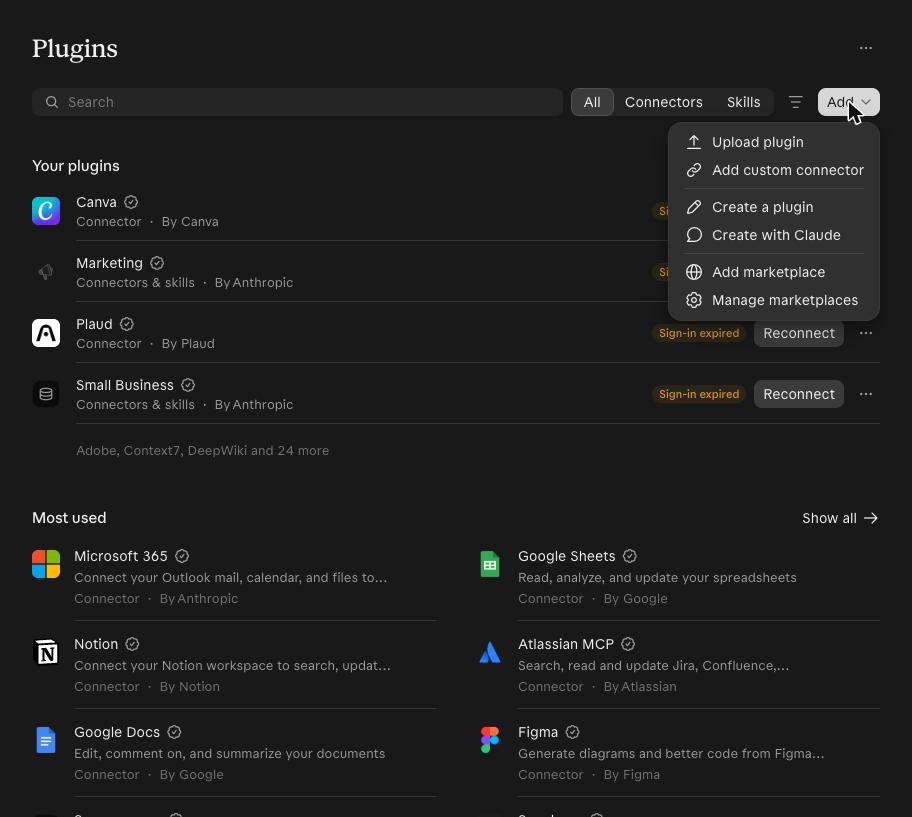 Plugins
Search
All
Connectors
Skills
Add
Upload plugin
Add custom connector
Create a plugin
Create with Claude
Add marketplace
Manage marketplaces
Your plugins
Canva
Connector · By Canva
Marketing
Connectors & skills · By Anthropic
Plaud
Connector · By Plaud
Sign-in expired
Reconnect
Small Business
Connectors & skills · By Anthropic
Sign-in expired
Reconnect
Adobe, Context7, DeepWiki and 24 more
Most used
Show all
Microsoft 365
Connect your Outlook mail, calendar, and files to…
Connector · By Anthropic
Google Sheets
Read, analyze, and update your spreadsheets
Connector · By Google
Notion
Connect your Notion workspace to search, updat…
Connector · By Notion
Atlassian MCP
Search, read and update Jira, Confluence,…
Connector · By Atlassian
Google Docs
Edit, comment on, and summarize your documents
Connector · By Google
Figma
Generate diagrams and better code from Figma…
Connector · By Figma